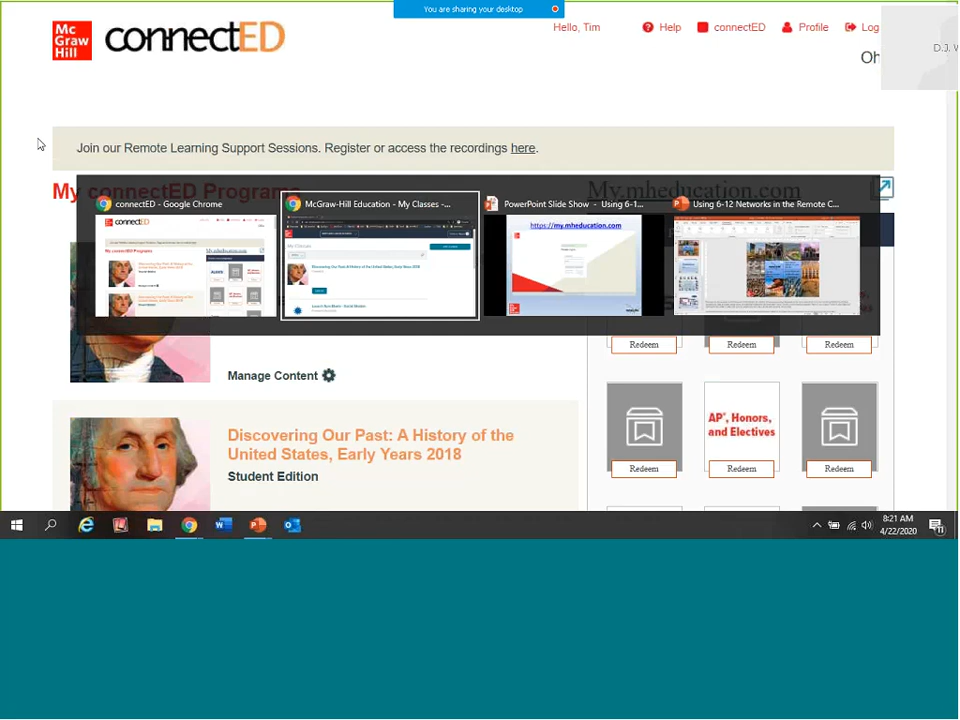 You are sharing your desktop
Mc
Graw
Hill
connectED
Hello, Tim
Help
connectED
Profile
Log
D.J. W
Oh
Join our Remote Learning Support Sessions. Register or access the recordings here.
My connectED Programs
My.mheducation.com
connectED - Google Chrome
McGraw-Hill Education - My Classes -...
PowerPoint Slide Show - Using 6-1...
Using 6-12 Networks in the Remote C...
connectED
My Classes
https://my.mheducation.com
Redeem
Redeem
Redeem
Manage Content
Discovering Our Past: A History of the
United States, Early Years 2018
Student Edition
AP*, Honors,
and Electives
Redeem
Redeem
Redeem
8:21 AM
4/22/2020